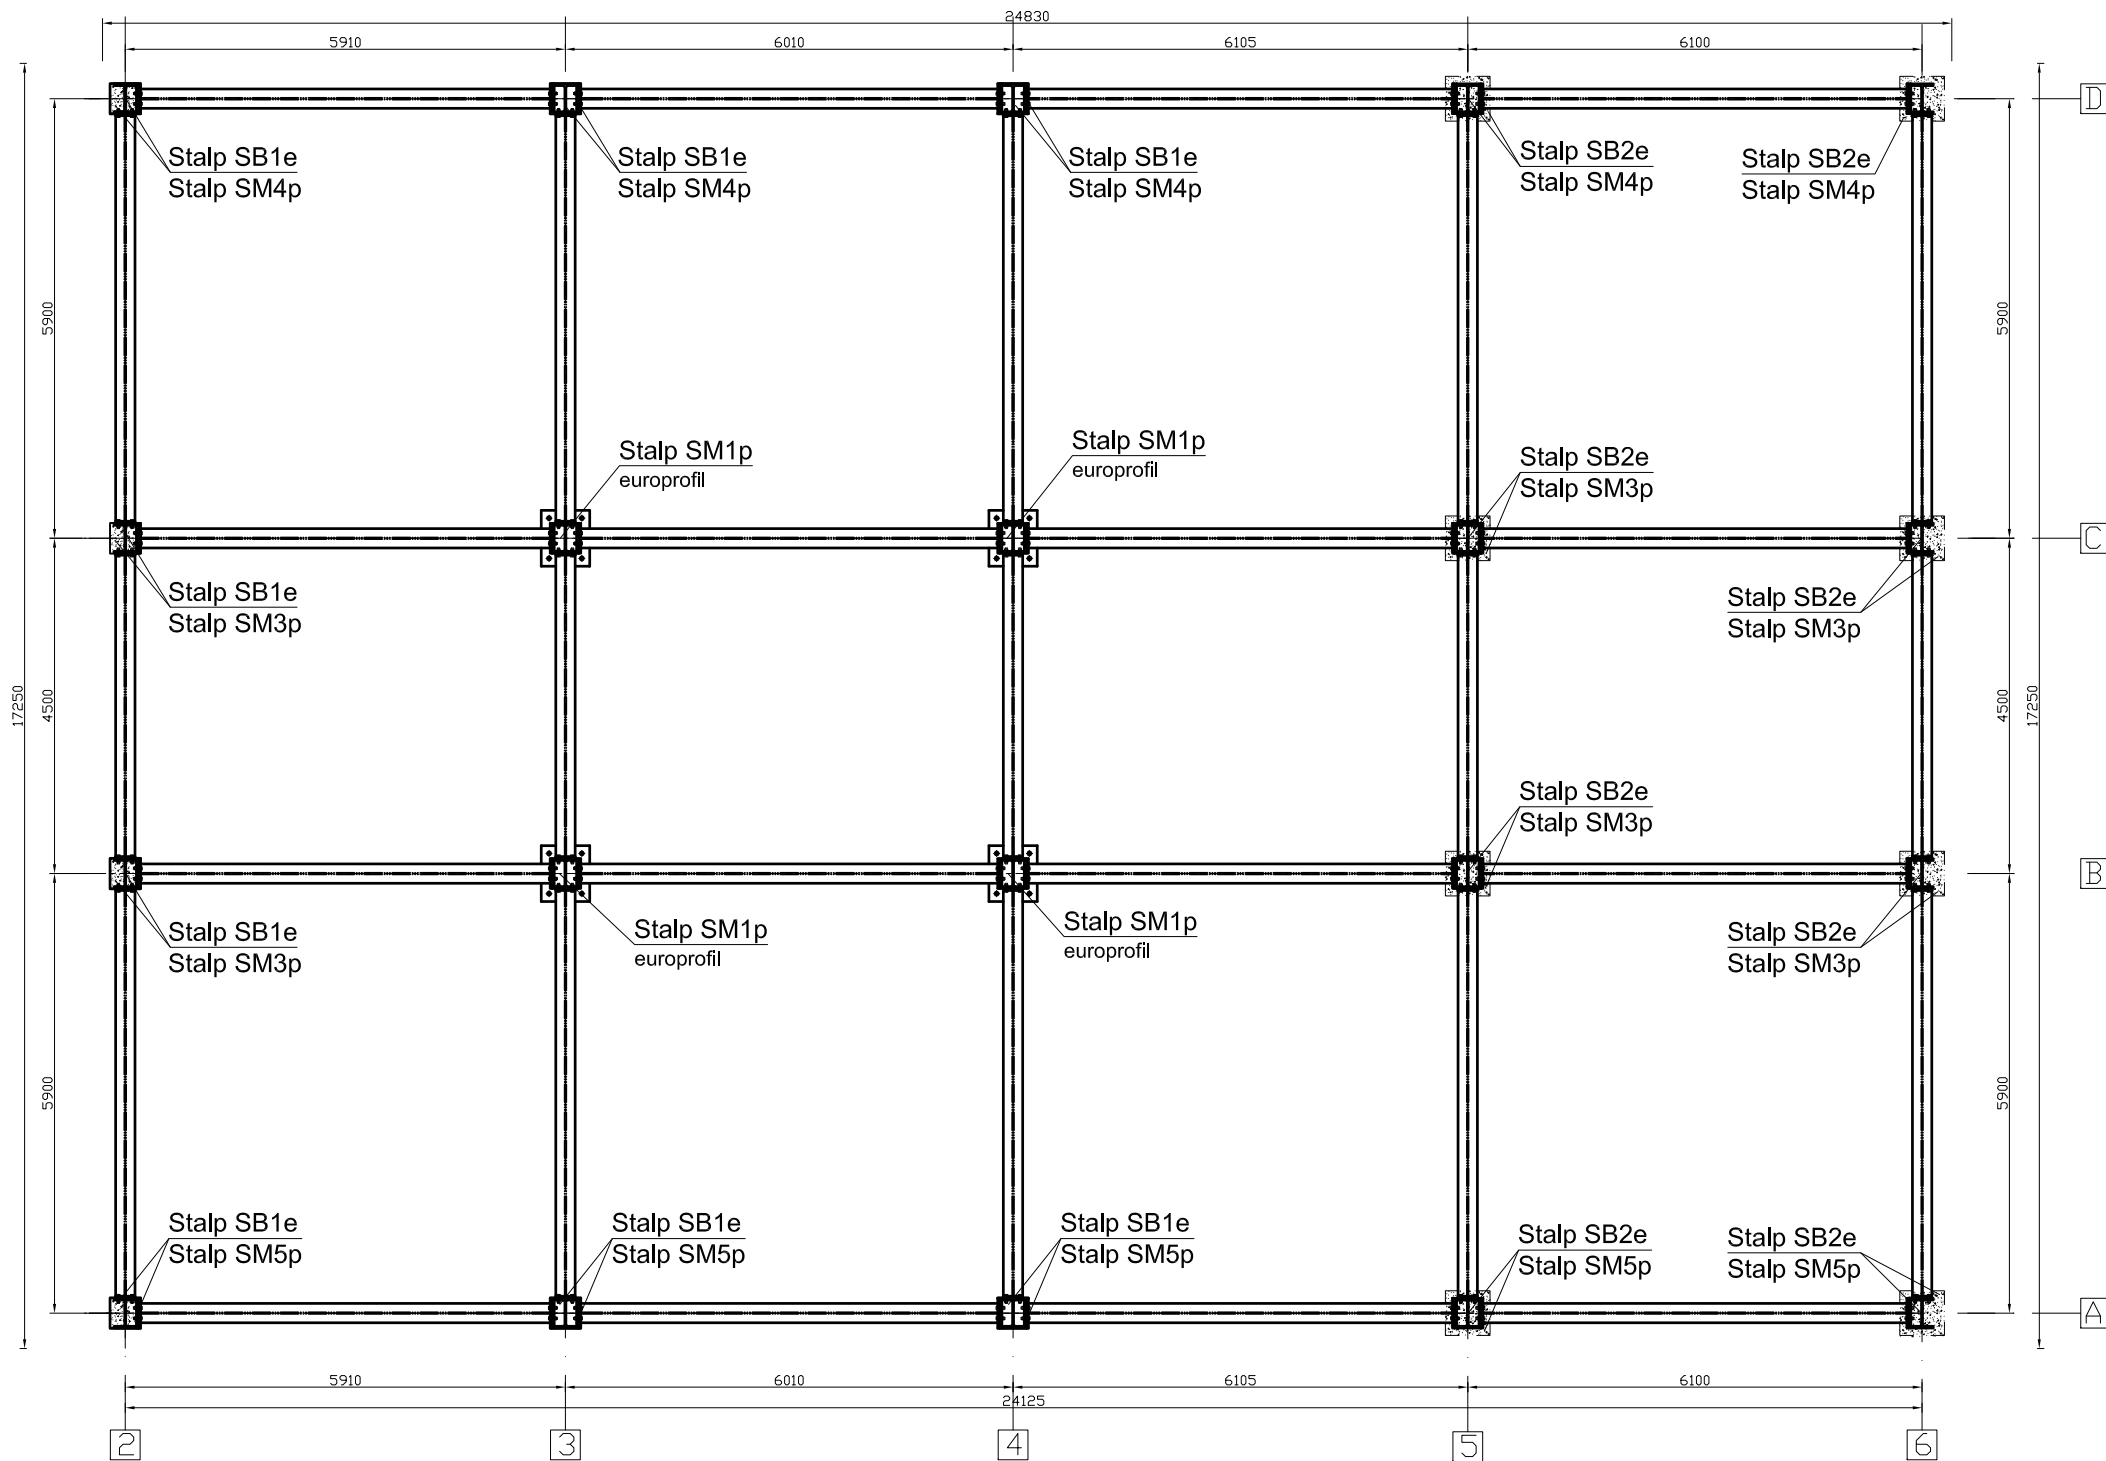 24830
5910 6010 6105 6100
D
Stalp SB1e
Stalp SM4p
Stalp SB1e
Stalp SM4p
Stalp SB1e
Stalp SM4p
Stalp SB2e
Stalp SM4p
Stalp SB2e
Stalp SM4p
5900
5900
Stalp SM1p
europrofil
Stalp SM1p
europrofil
Stalp SB2e
Stalp SM3p
C
Stalp SB1e
Stalp SM3p
Stalp SB2e
Stalp SM3p
17250
4500
4500
17250
Stalp SB2e
Stalp SM3p
B
Stalp SB1e
Stalp SM3p
Stalp SM1p
europrofil
Stalp SM1p
europrofil
Stalp SB2e
Stalp SM3p
5900
5900
Stalp SB1e
Stalp SM5p
Stalp SB1e
Stalp SM5p
Stalp SB1e
Stalp SM5p
Stalp SB2e
Stalp SM5p
Stalp SB2e
Stalp SM5p
A
5910 6010 6105 6100
24125
2 3 4 5 6